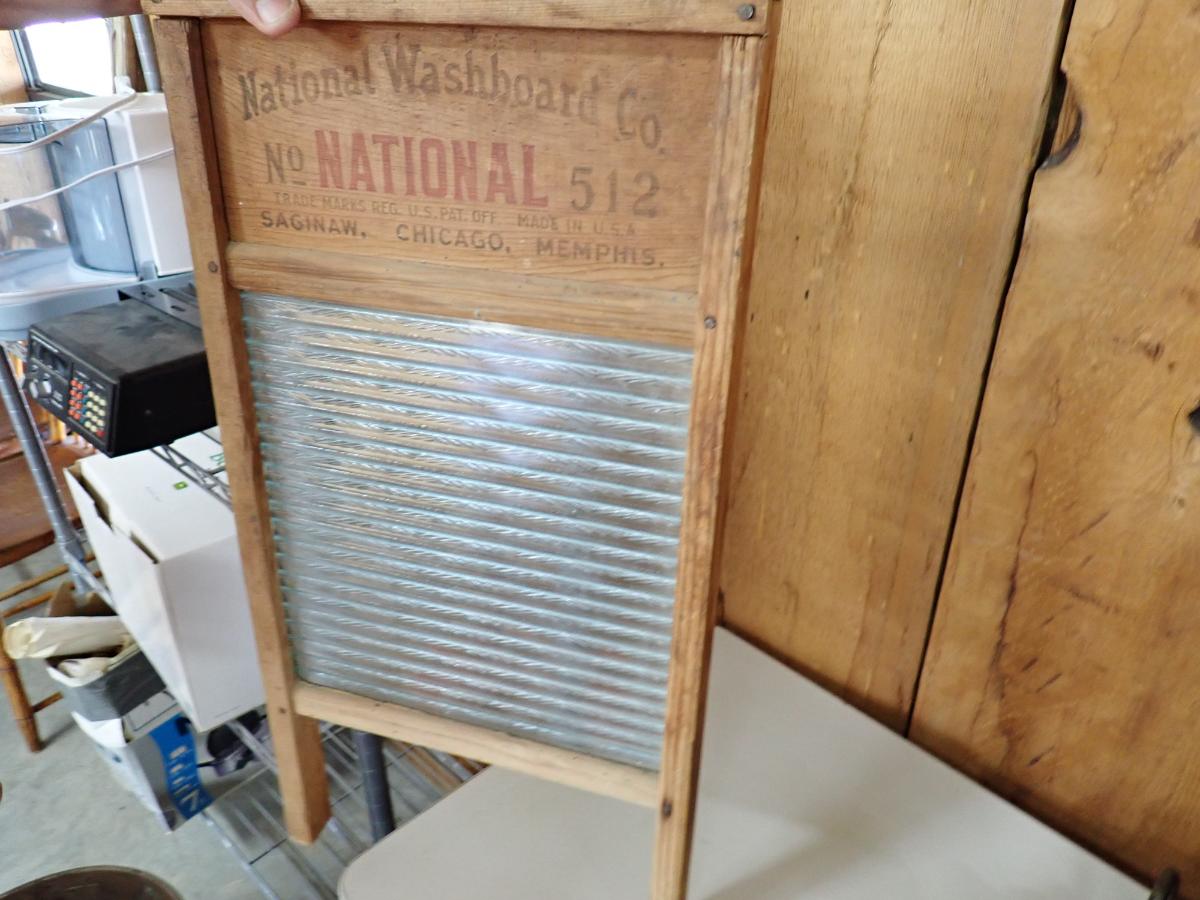 National Washboard Co.
No NATIONAL 512
TRADE MARKS REG. U.S. PAT. OFF. MADE IN U.S.A
SAGINAW, CHICAGO, MEMPHIS.